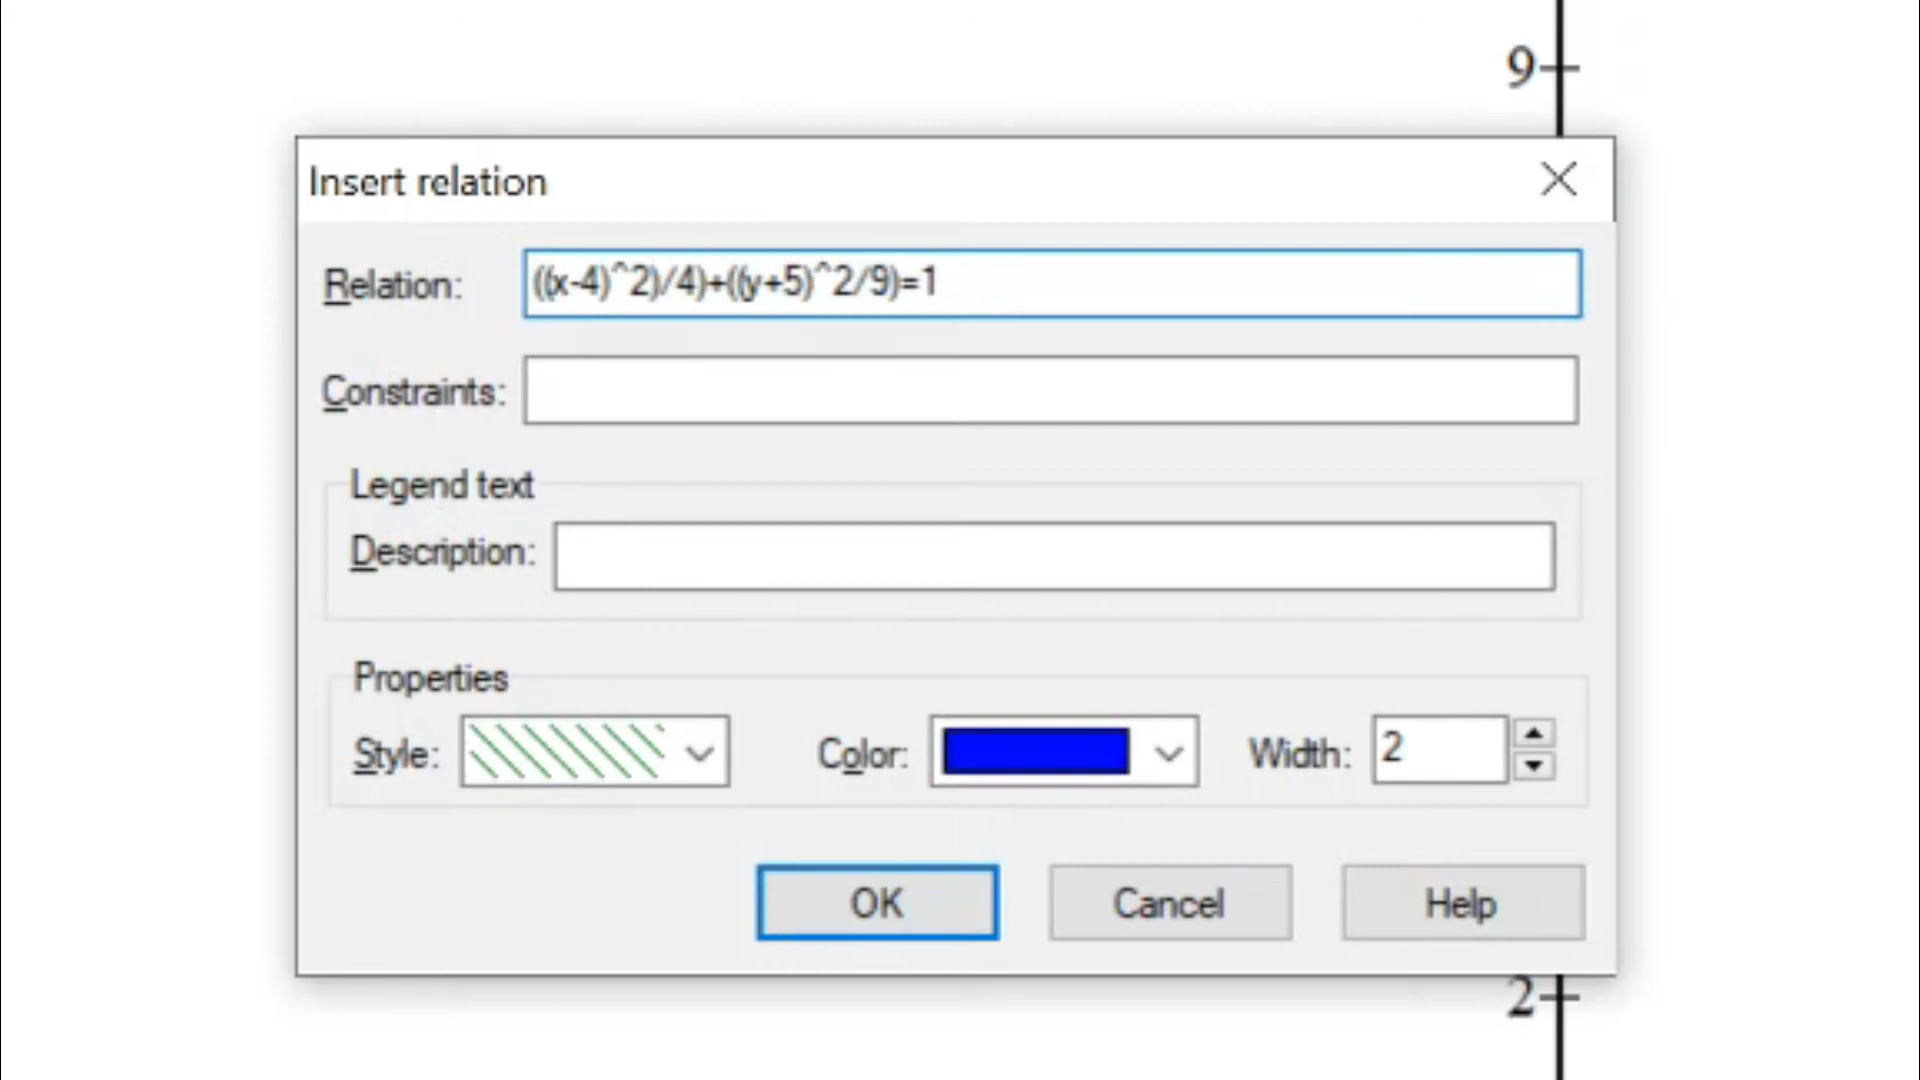 9
Insert relation
Relation: ((x-4)^2)/4)+((y+5)^2/9)=1
Constraints:
Legend text
Description:
Properties
Style: Color: Width: 2
OK Cancel Help
2